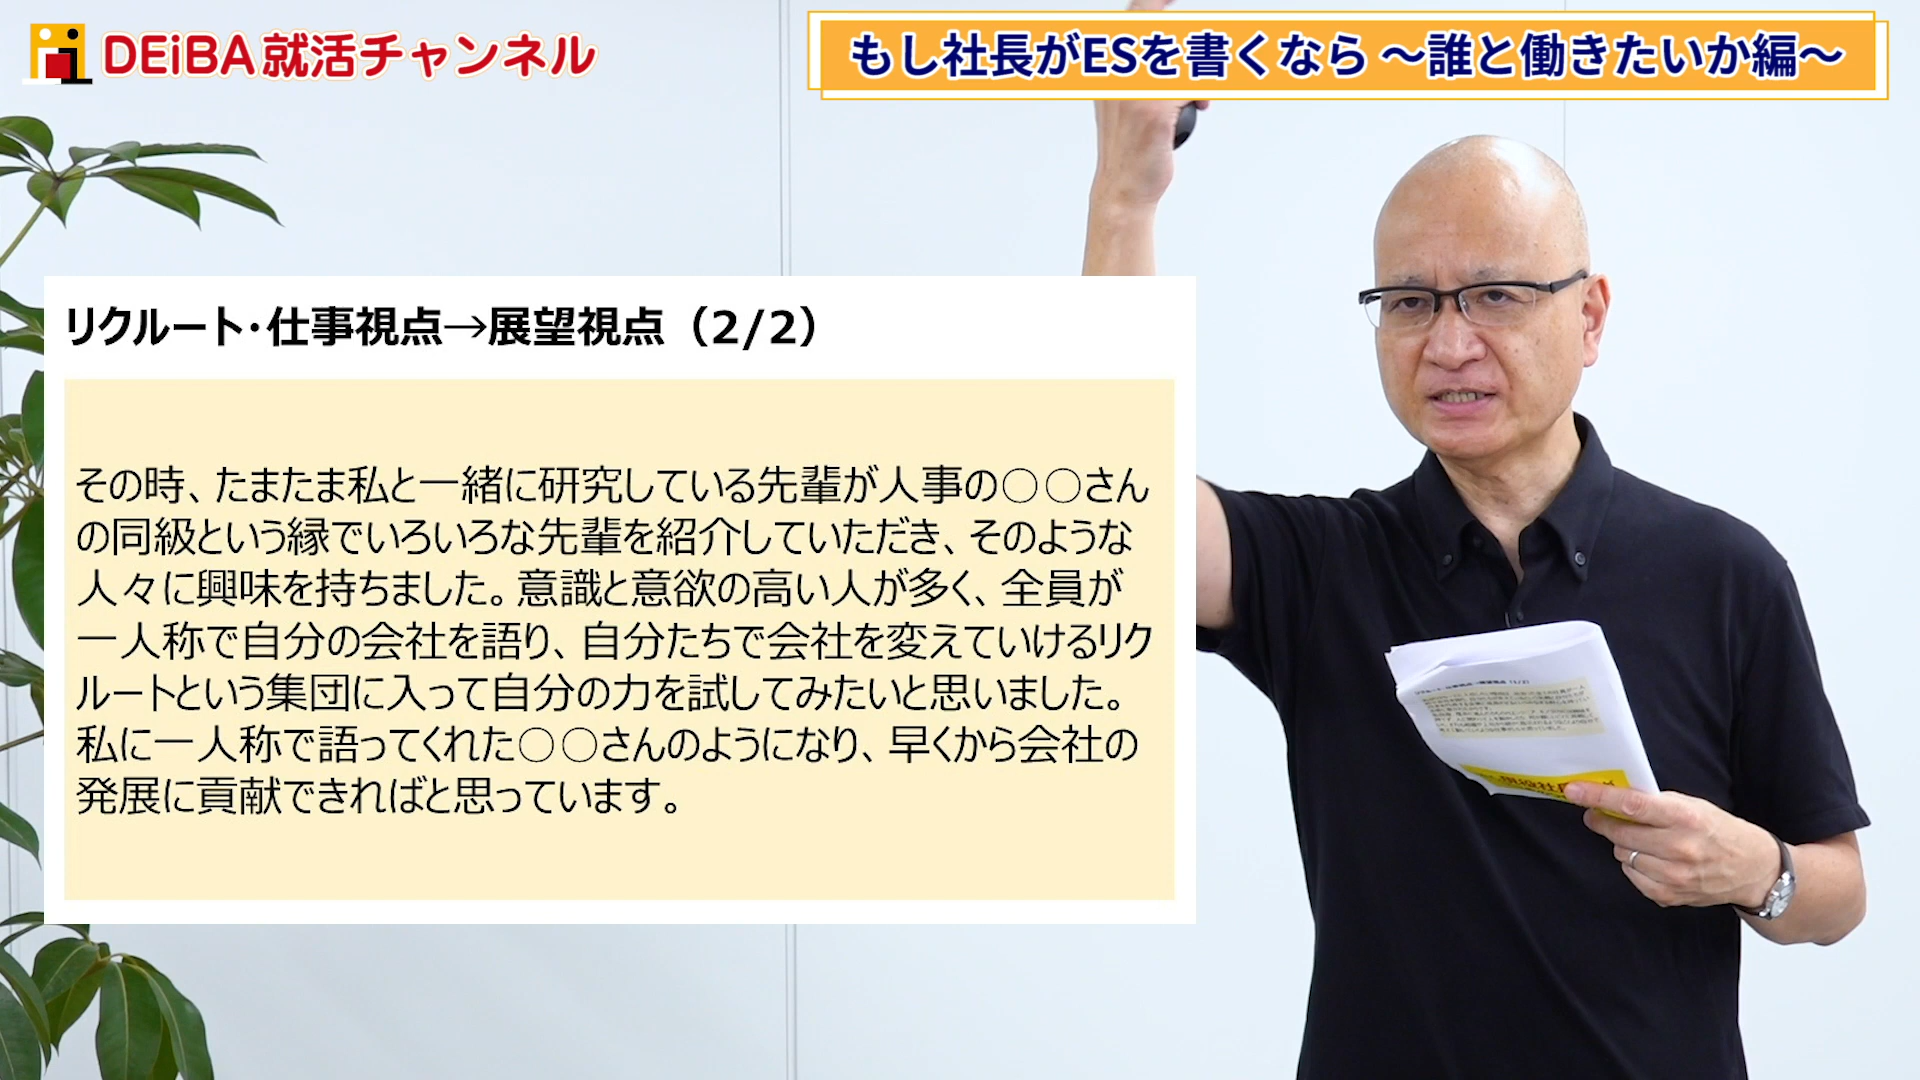 DEiBA就活チャンネル
もし社長がESを書くなら ～誰と働きたいか編～
リクルート・仕事視点→展望視点（2/2）
その時、たまたま私と一緒に研究している先輩が人事の○○さん
の同級という縁でいろいろな先輩を紹介していただき、そのような
人々に興味を持ちました。意識と意欲の高い人が多く、全員が
一人称で自分の会社を語り、自分たちで会社を変えていけるリク
ルートという集団に入って自分の力を試してみたいと思いました。
私に一人称で語ってくれた○○さんのようになり、早くから会社の
発展に貢献できればと思っています。